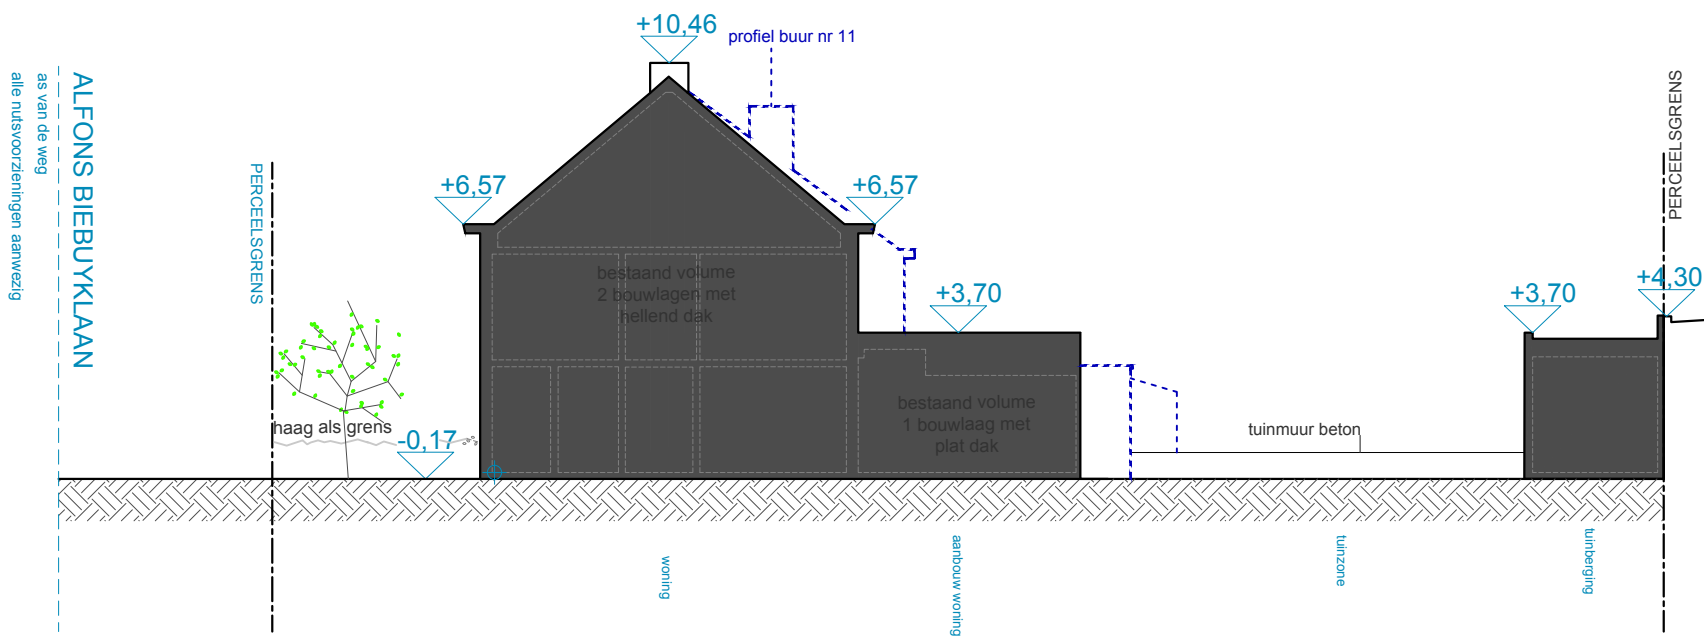 alle nutsvoorzieningen aanwezig
as van de weg
ALFONS BIEBUYKLAAN
PERCEELSGRENS
+10,46
profiel buur nr 11
+6,57
+6,57
PERCEELSGRENS
bestaand volume
2 bouwlagen met
hellend dak
+3,70
+3,70
+4,30
haag als grens
-0,17
bestaand volume
1 bouwlaag met
plat dak
tuinmuur beton
woning
aanbouw woning
tuinzone
tuinberging